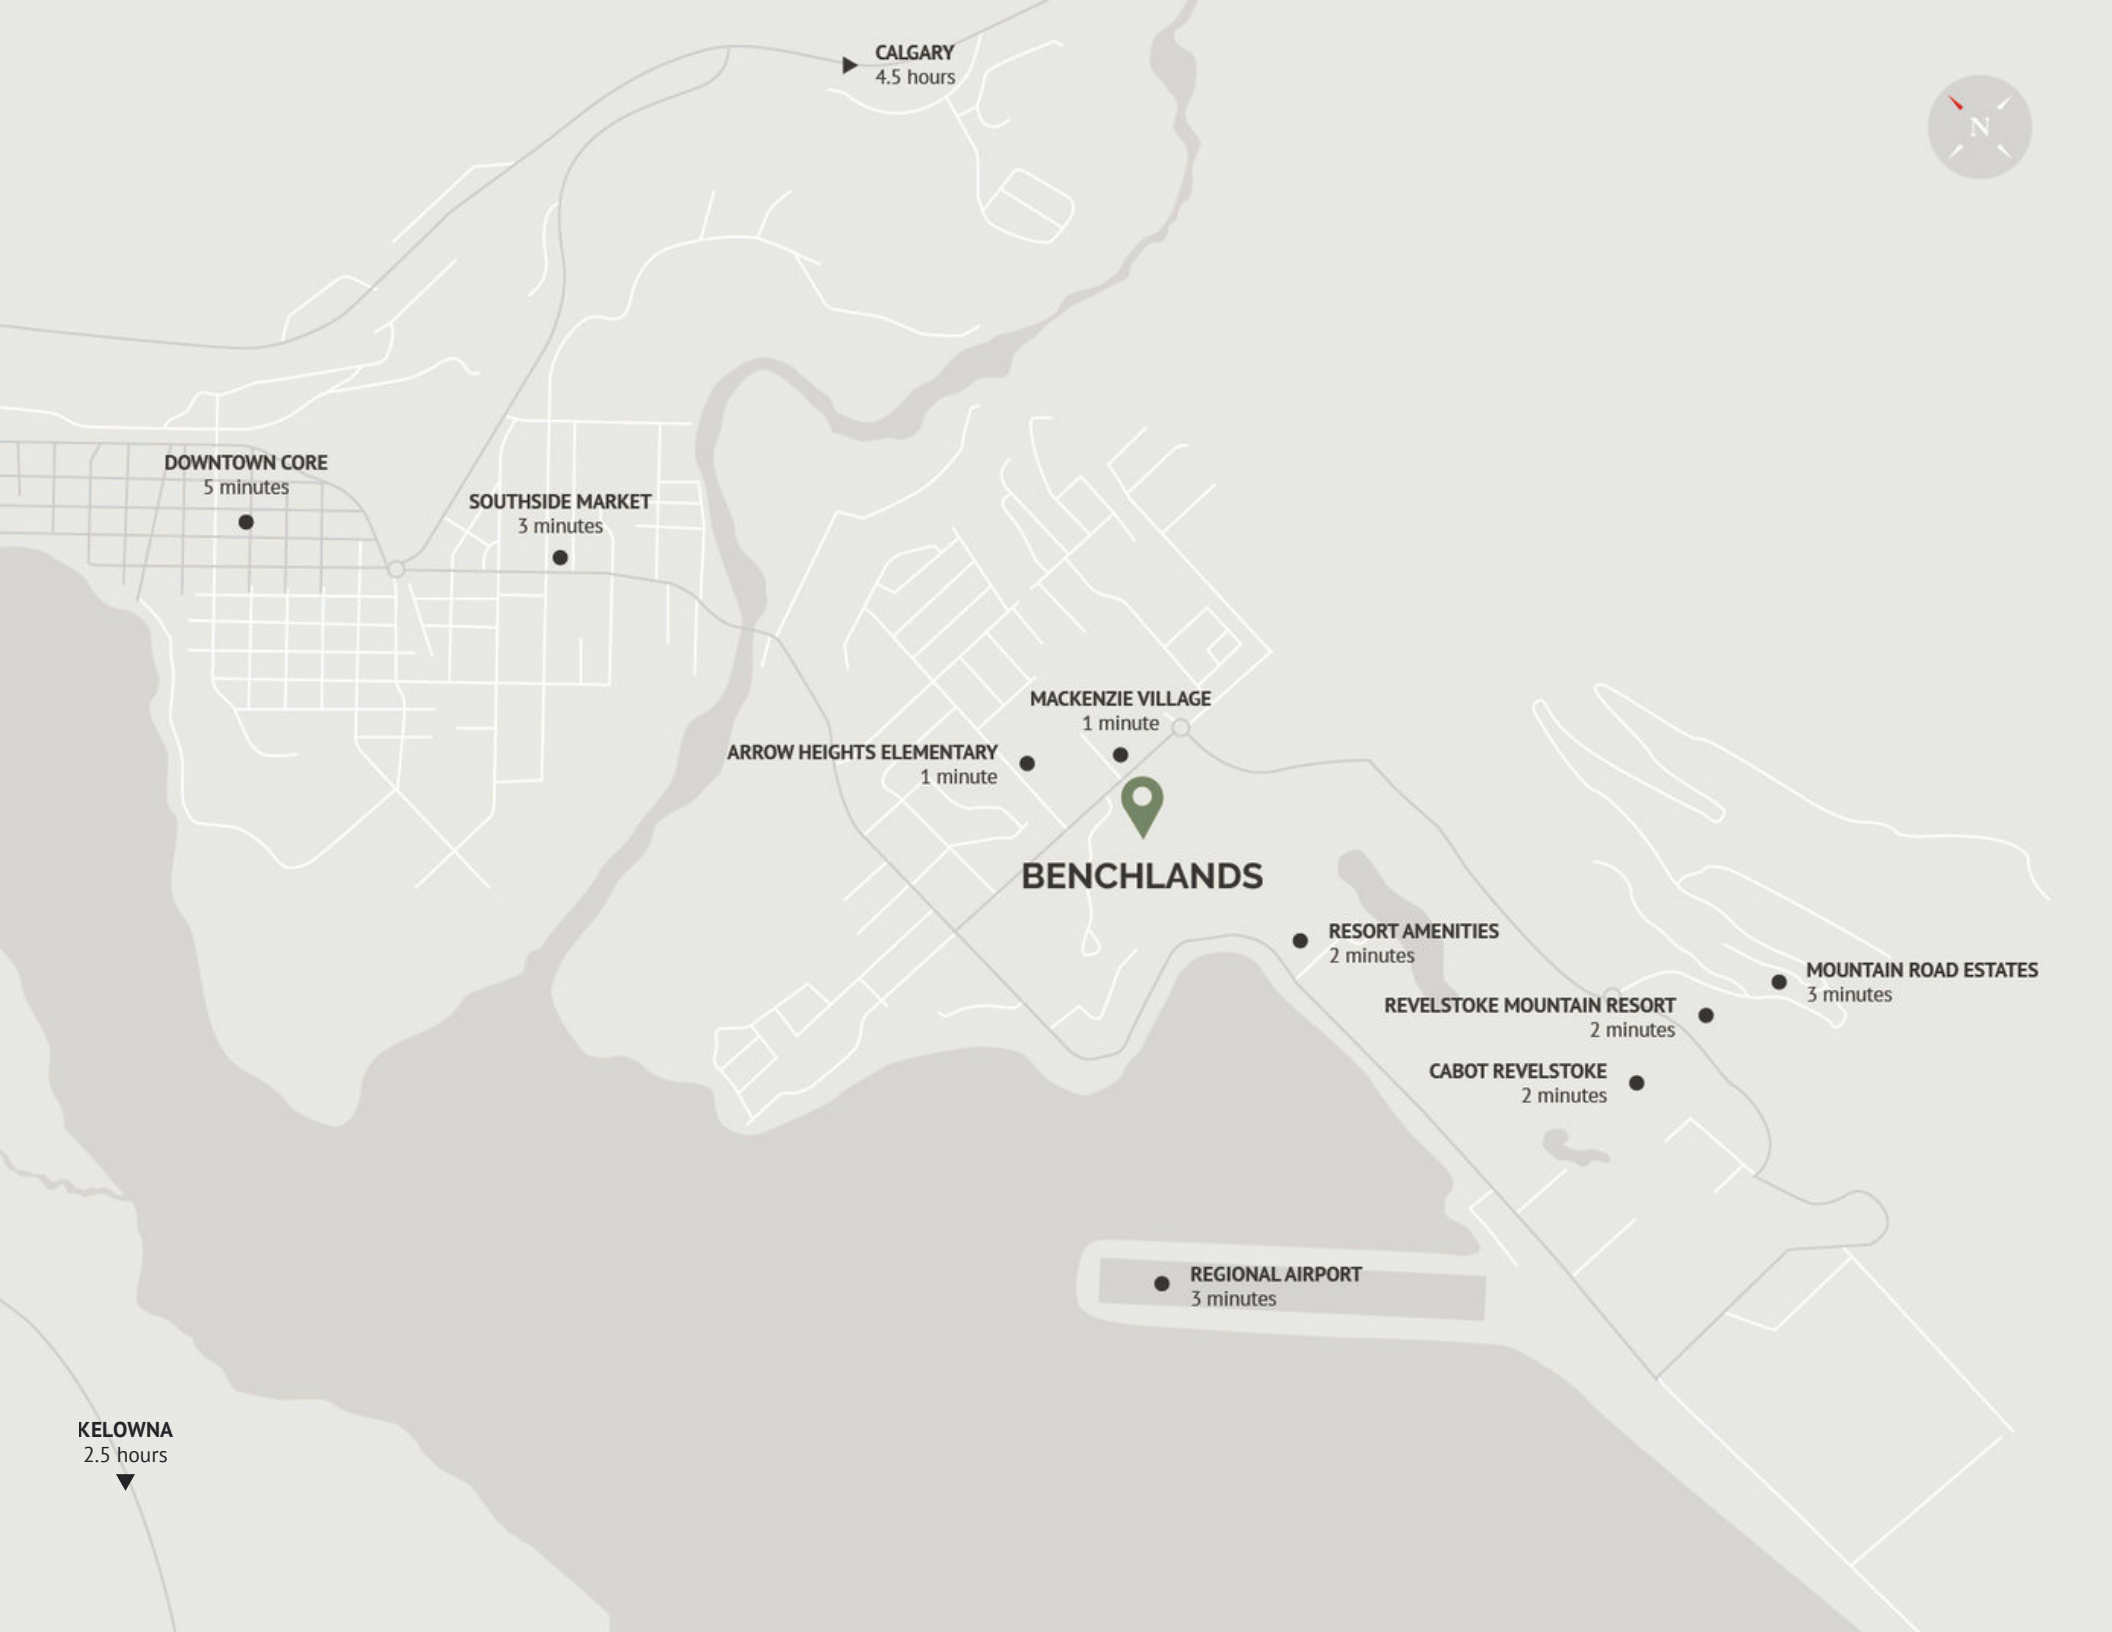 CALGARY
4.5 hours
N
DOWNTOWN CORE
5 minutes
SOUTHSIDE MARKET
3 minutes
MACKENZIE VILLAGE
1 minute
ARROW HEIGHTS ELEMENTARY
1 minute
BENCHLANDS
RESORT AMENITIES
2 minutes
MOUNTAIN ROAD ESTATES
3 minutes
REVELSTOKE MOUNTAIN RESORT
2 minutes
CABOT REVELSTOKE
2 minutes
REGIONAL AIRPORT
3 minutes
KELOWNA
2.5 hours